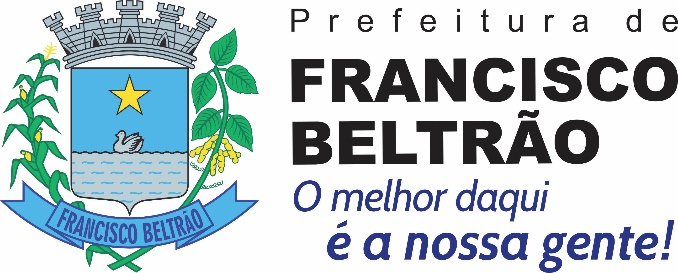 Prefeitura de
FRANCISCO
BELTRÃO
O melhor daqui
é a nossa gente!
FRANCISCO BELTRÃO